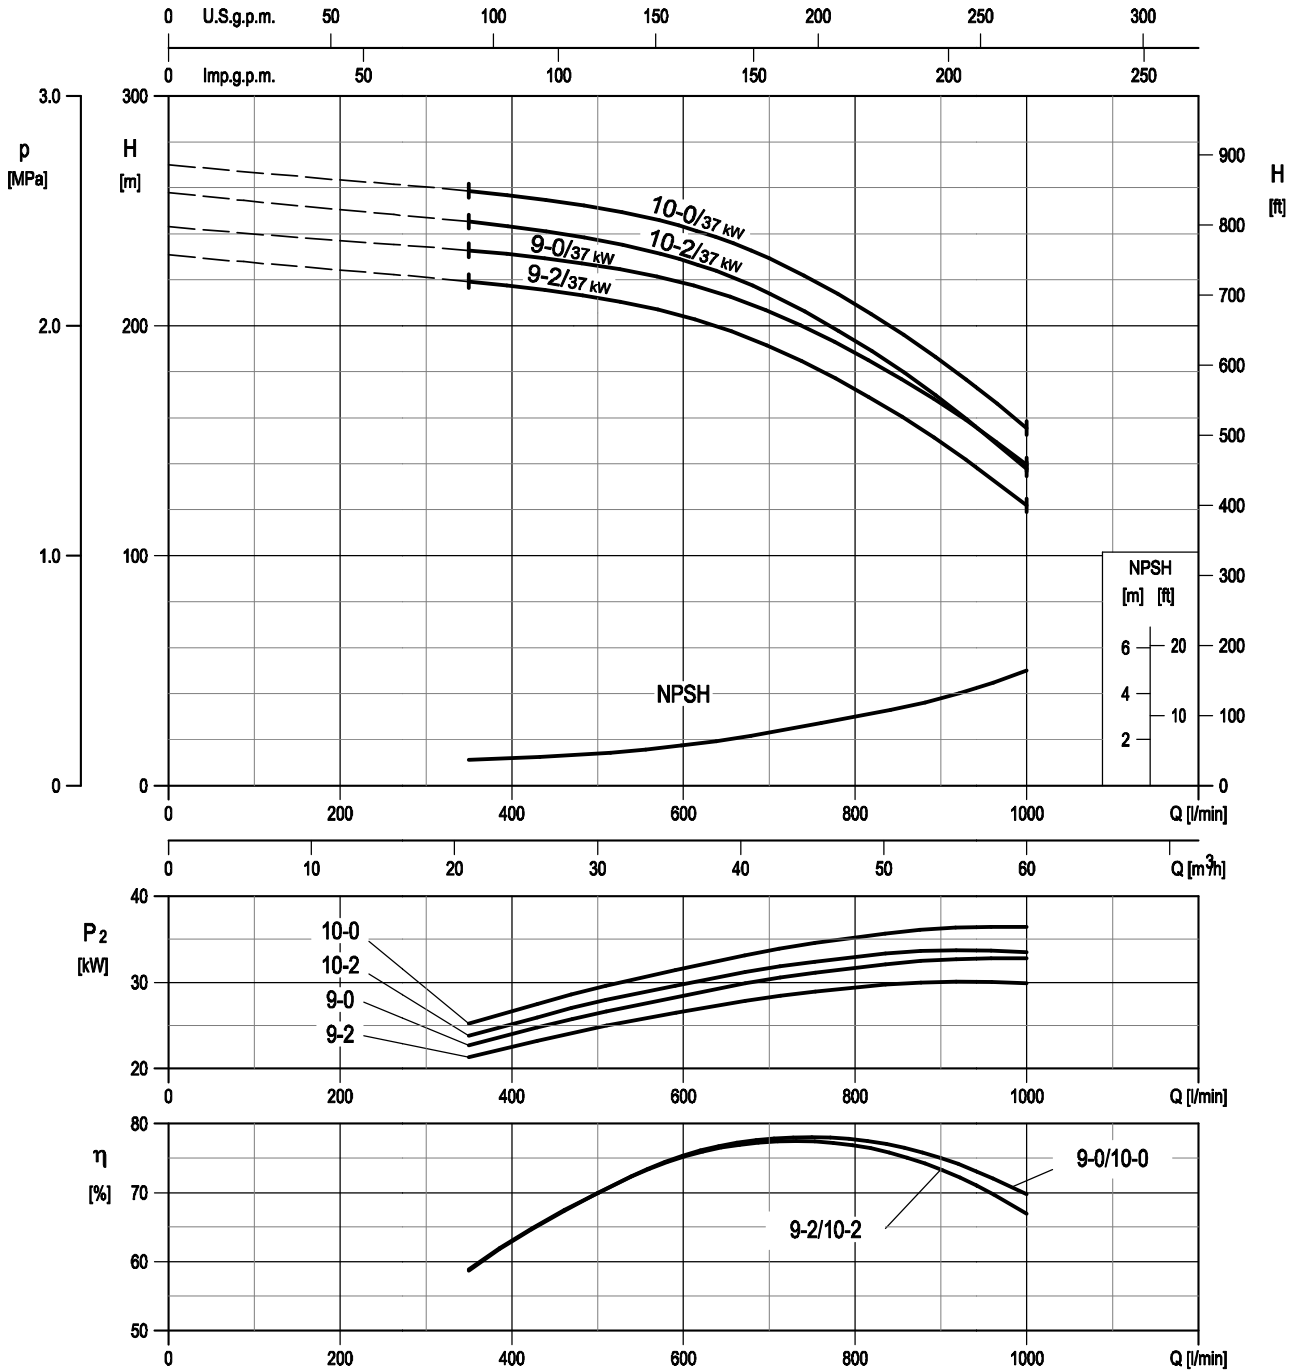 0 U.S.g.p.m. 50 100 150 200 250 300
0 Imp.g.p.m. 50 100 150 200 250
3.0 300
p H
[MPa] [m]
900
H
[ft]
800
10-0/37 kW
10-2/37 kW
9-0/37 kW
9-2/37 kW
700
2.0 200
600
500
400
1.0 100
300
NPSH
[m] [ft]
6 20 200
NPSH
4 10 100
2
0 0 0
0 200 400 600 800 1000 Q [l/min]
0 10 20 30 40 50 60 Q [m³/h]
40
P2
[kW]
10-0
10-2
30
9-0
9-2
20
0 200 400 600 800 1000 Q [l/min]
80
η
[%]
9-0/10-0
70
9-2/10-2
60
50
0 200 400 600 800 1000 Q [l/min]